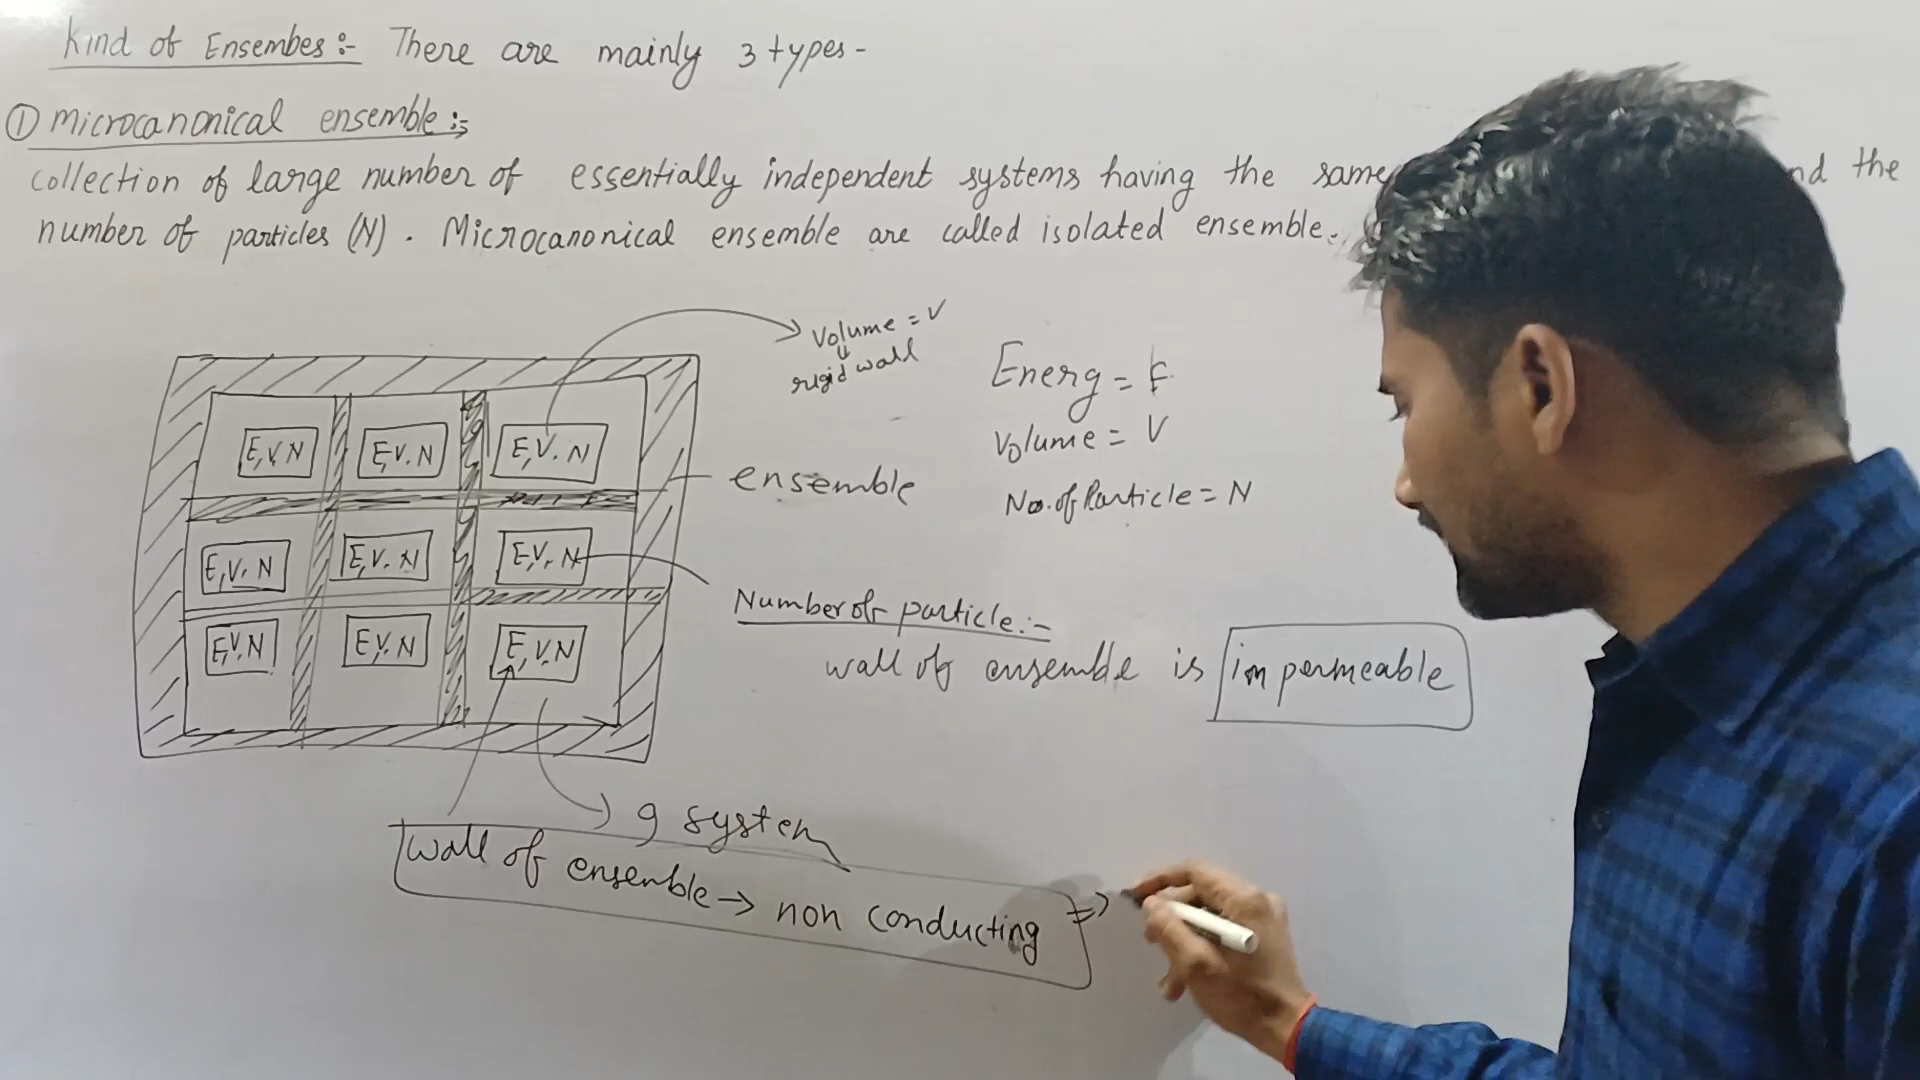 Kind of Ensembes:- There are mainly 3 types -
① Microcanonical ensemble :-
collection of large number of essentially independent systems having the same nd the
number of particles (N). Microcanonical ensemble are called isolated ensemble.
Volume = V
rigid wall
Energ = E
Volume = V
No. of Particle = N
E,V,N E,V,N E,V,N
ensemble
E,V,N E,V,N E,V,N
E,V,N E,V,N E,V,N
Number of particle :-
wall of ensemble is impermeable
9 system
wall of ensemble → non conducting =>